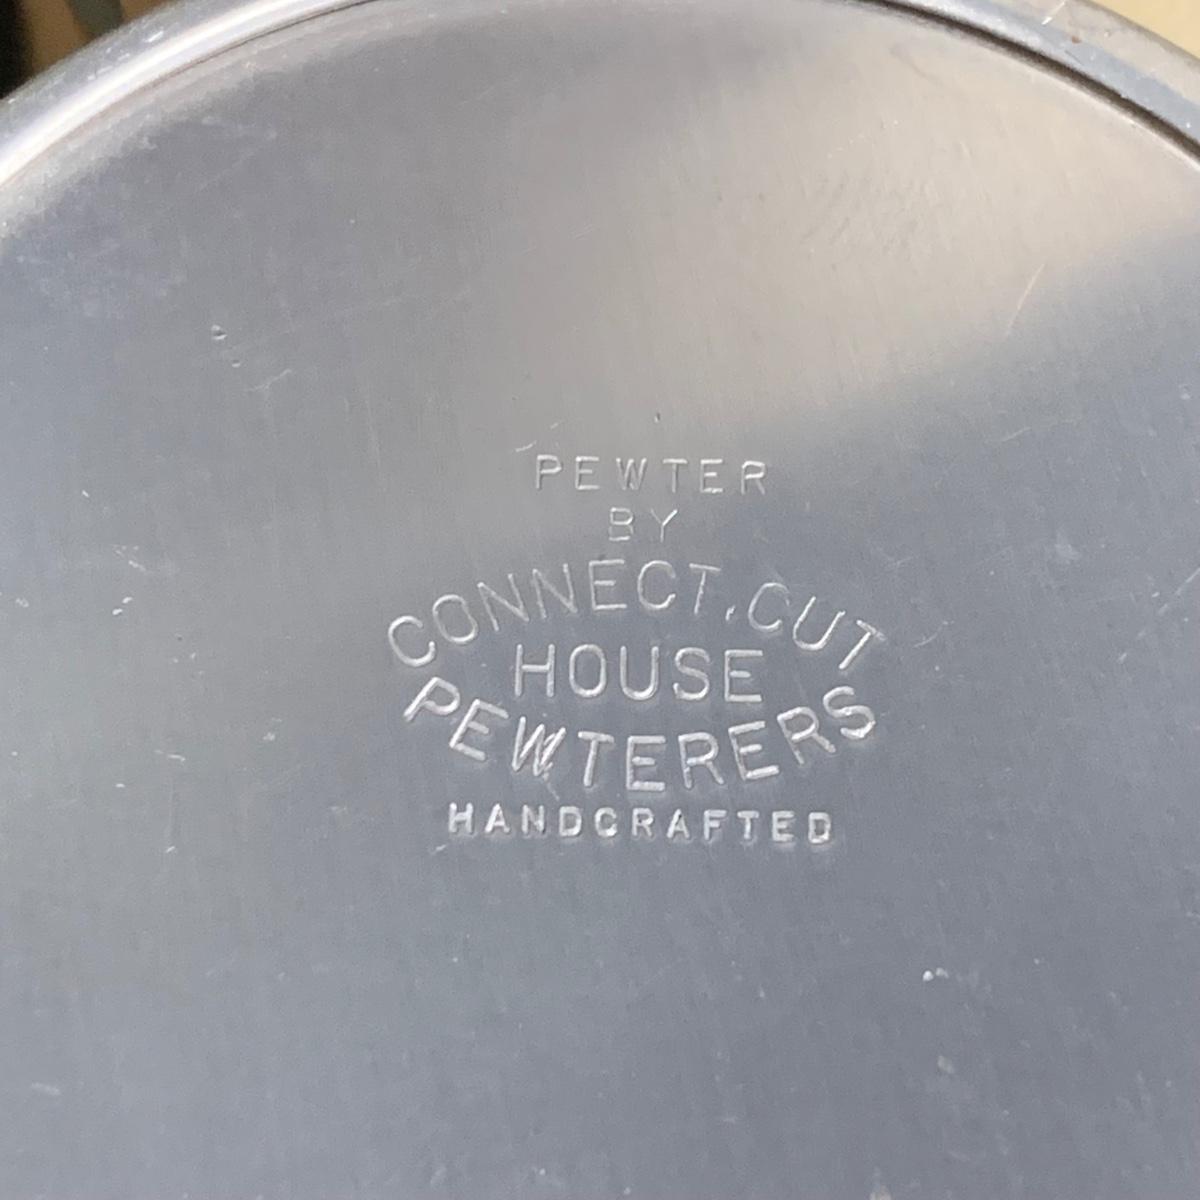 PEWTER
BY
CONNECT.CUT
HOUSE
PEWTERERS
HANDCRAFTED